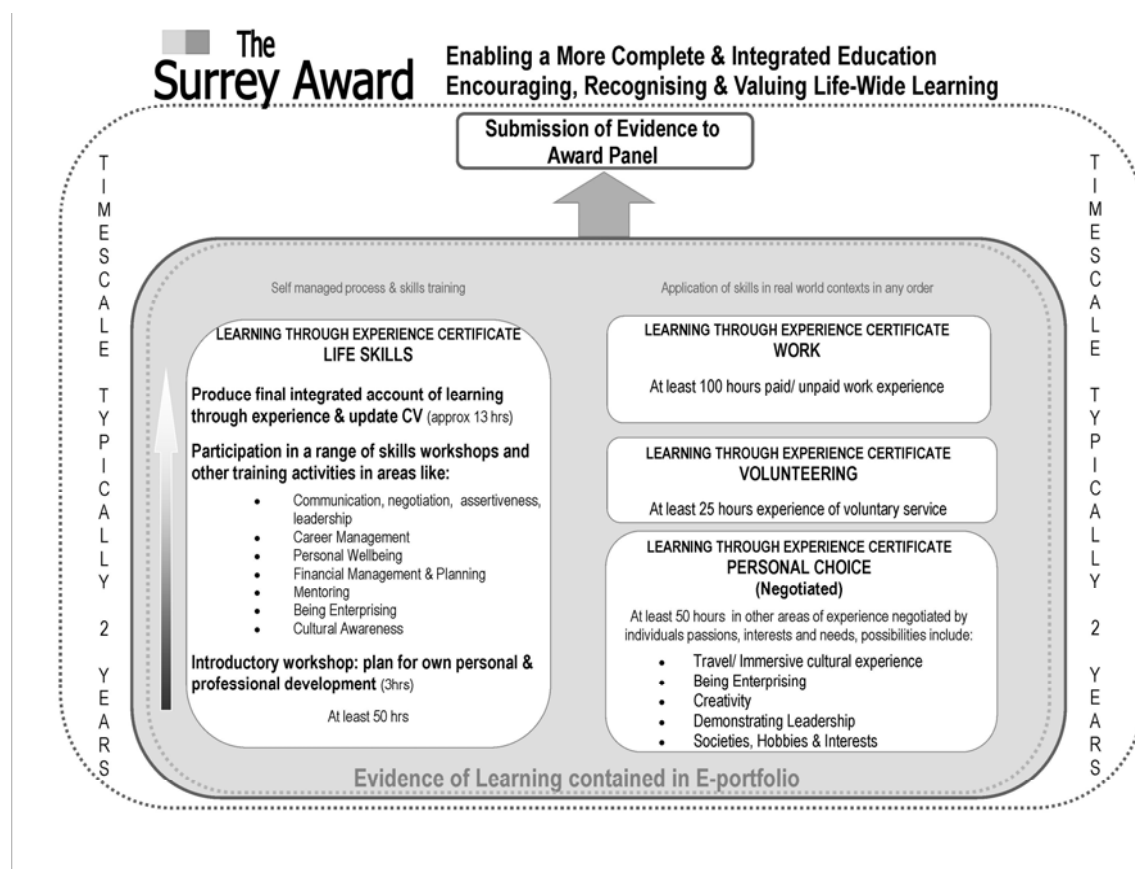 The
Surrey Award
Enabling a More Complete & Integrated Education
Encouraging, Recognising & Valuing Life-Wide Learning
Submission of Evidence to
Award Panel
TIMESCALE TYPICALLY 2 YEARS
Self managed process & skills training
LEARNING THROUGH EXPERIENCE CERTIFICATE
LIFE SKILLS
Produce final integrated account of learning
through experience & update CV (approx 13 hrs)
Participation in a range of skills workshops and
other training activities in areas like:
• Communication, negotiation, assertiveness,
leadership
• Career Management
• Personal Wellbeing
• Financial Management & Planning
• Mentoring
• Being Enterprising
• Cultural Awareness
Introductory workshop: plan for own personal &
professional development (3hrs)
At least 50 hrs
Application of skills in real world contexts in any order
LEARNING THROUGH EXPERIENCE CERTIFICATE
WORK
At least 100 hours paid/ unpaid work experience
LEARNING THROUGH EXPERIENCE CERTIFICATE
VOLUNTEERING
At least 25 hours experience of voluntary service
LEARNING THROUGH EXPERIENCE CERTIFICATE
PERSONAL CHOICE
(Negotiated)
At least 50 hours in other areas of experience negotiated by
individuals passions, interests and needs, possibilities include:
• Travel/ Immersive cultural experience
• Being Enterprising
• Creativity
• Demonstrating Leadership
• Societies, Hobbies & Interests
TIMESCALE TYPICALLY 2 YEARS
Evidence of Learning contained in E-portfolio